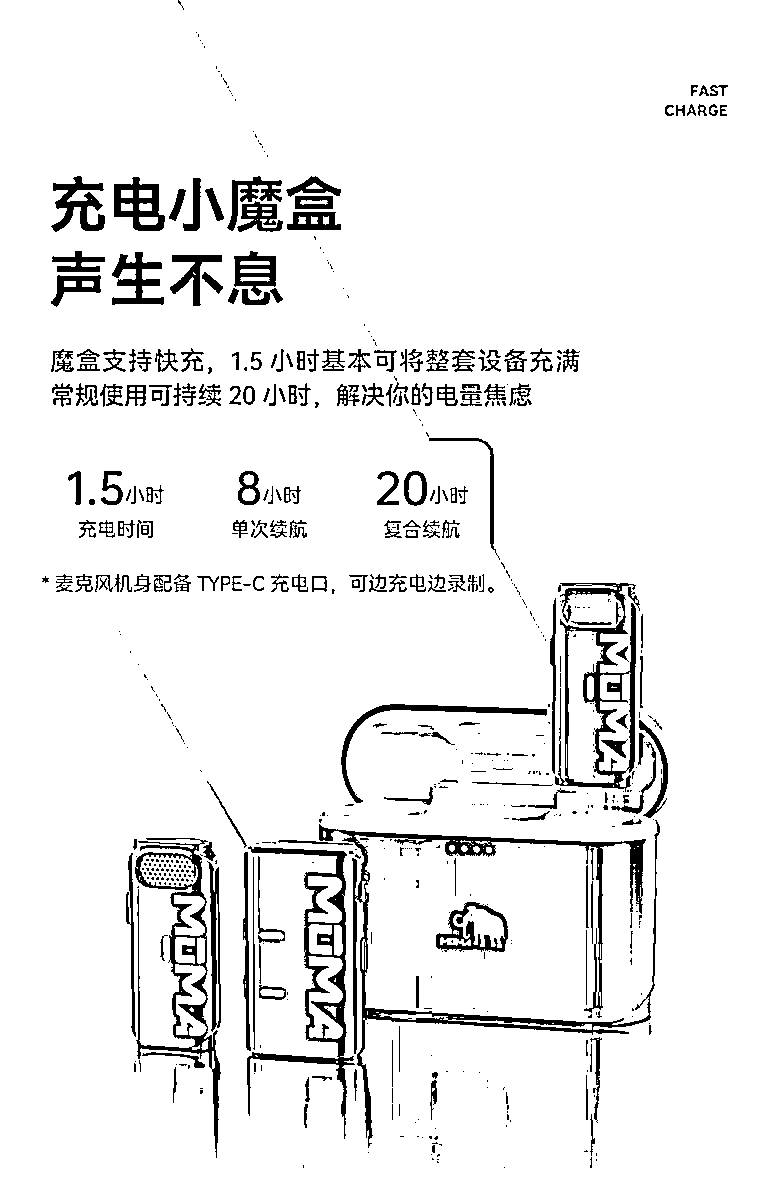 FAST
CHARGE
充电小魔盒
声生不息
魔盒支持快充，1.5 小时基本可将整套设备充满
常规使用可持续 20 小时，解决你的电量焦虑
1.5小时 8小时 20小时
充电时间 单次续航 复合续航
* 麦克风机身配备 TYPE-C 充电口，可边充电边录制。
MOMA
MOMA
MOMA